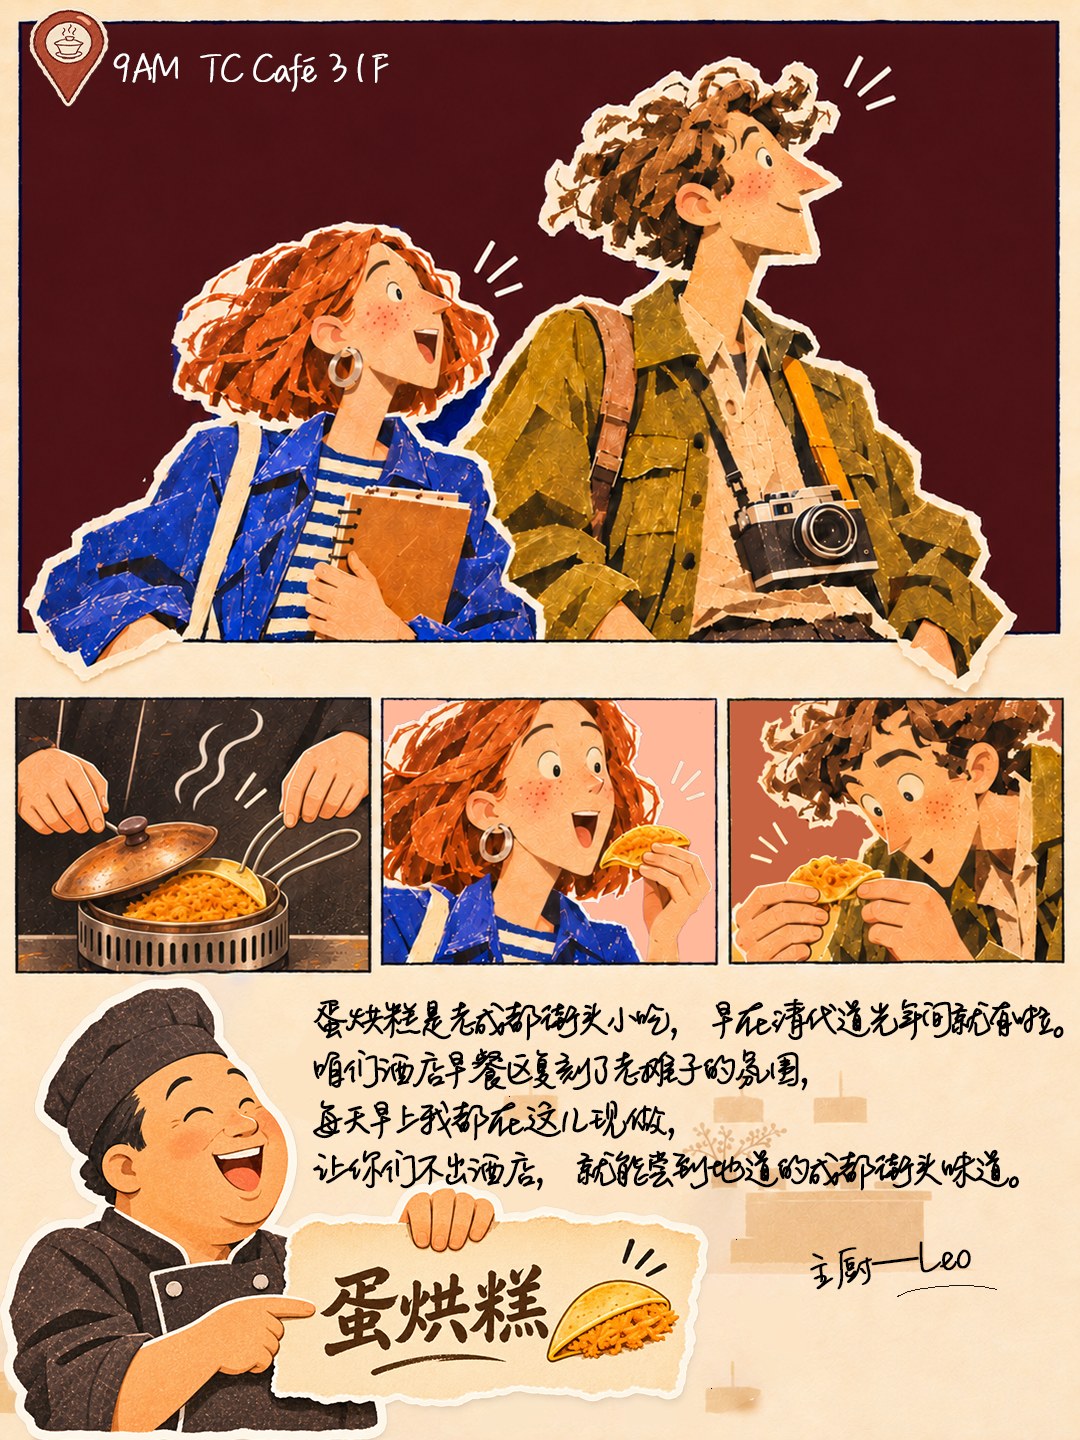 9AM TC Café 31F
蛋烘糕是老成都街头小吃， 早在清代道光年间就有啦。
咱们酒店早餐区复刻了老摊子的氛围，
每天早上我都在这儿现做，
让你们不出酒店， 就能尝到地道的成都街头味道。
主厨——Leo
蛋烘糕